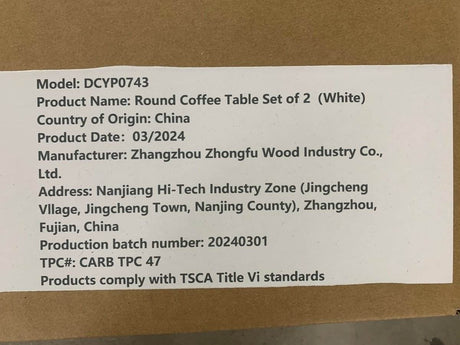 Model: DCYP0743
Product Name: Round Coffee Table Set of 2  (White)
Country of Origin: China
Product Date： 03/2024
Manufacturer: Zhangzhou Zhongfu Wood Industry Co.,
Ltd.
Address: Nanjiang Hi-Tech Industry Zone (Jingcheng
Vllage, Jingcheng Town, Nanjing County), Zhangzhou,
Fujian, China
Production batch number: 20240301
TPC#: CARB TPC 47
Products comply with TSCA Title Vi standards